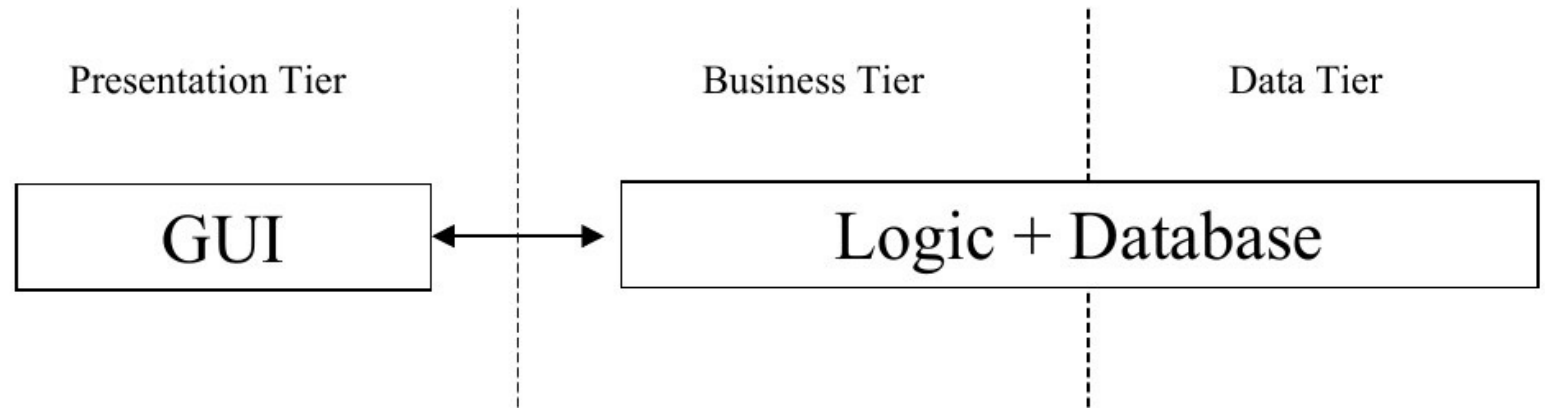 Presentation Tier
Business Tier
Data Tier
GUI
Logic + Database